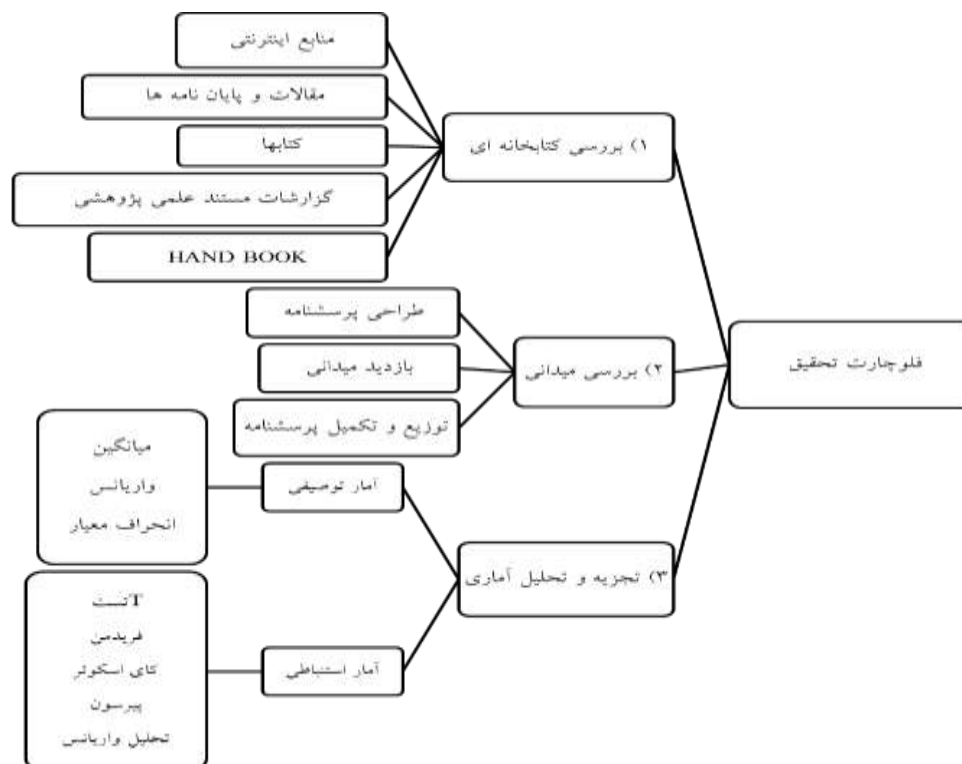 فلوچارت تحقیق
۱) بررسی کتابخانه ای
منابع اینترنتی
مقالات و پایان نامه ها
کتابها
گزارشات مستند علمی پژوهشی
HAND BOOK
۲) بررسی میدانی
طراحی پرسشنامه
بازدید میدانی
توزیع و تکمیل پرسشنامه
۳) تجزیه و تحلیل آماری
آمار توصیفی
میانگین
واریانس
انحراف معیار
آمار استنباطی
Tتست
فریدمن
کای اسکوئر
پیرسون
تحلیل واریانس